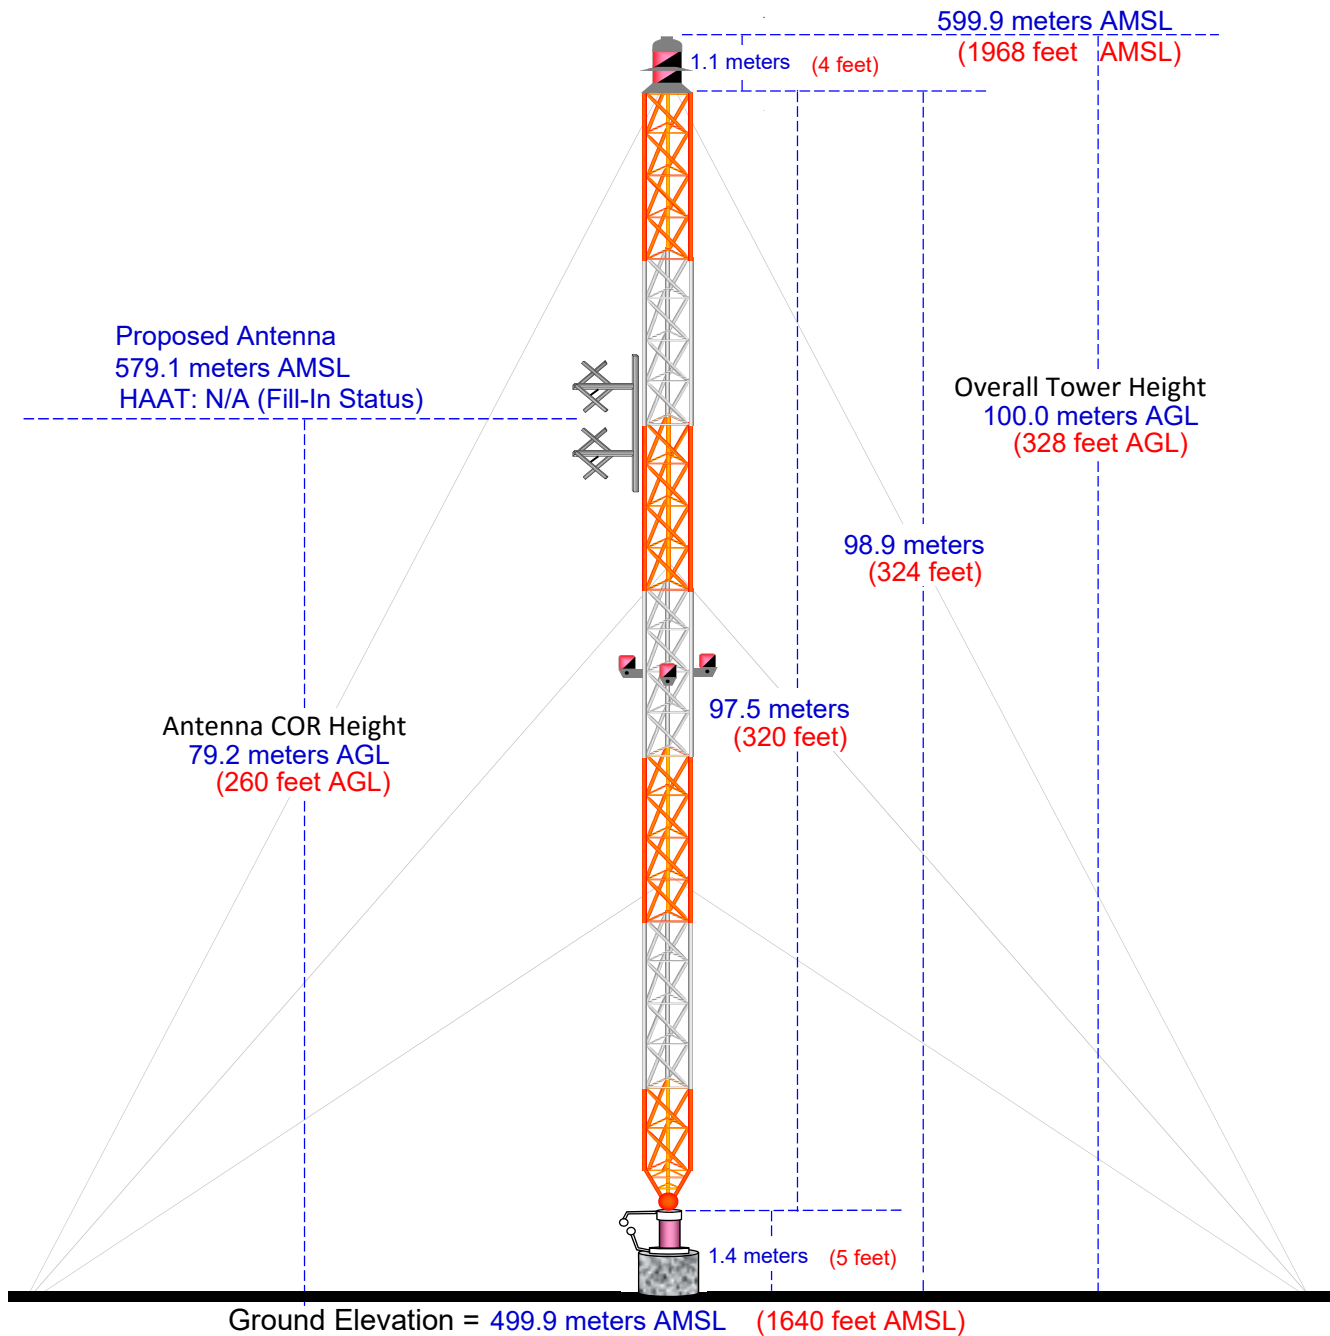 599.9 meters AMSL
(1968 feet AMSL)
1.1 meters (4 feet)
Proposed Antenna
579.1 meters AMSL
HAAT: N/A (Fill-In Status)
Overall Tower Height
100.0 meters AGL
(328 feet AGL)
98.9 meters
(324 feet)
97.5 meters
(320 feet)
Antenna COR Height
79.2 meters AGL
(260 feet AGL)
1.4 meters (5 feet)
Ground Elevation = 499.9 meters AMSL (1640 feet AMSL)